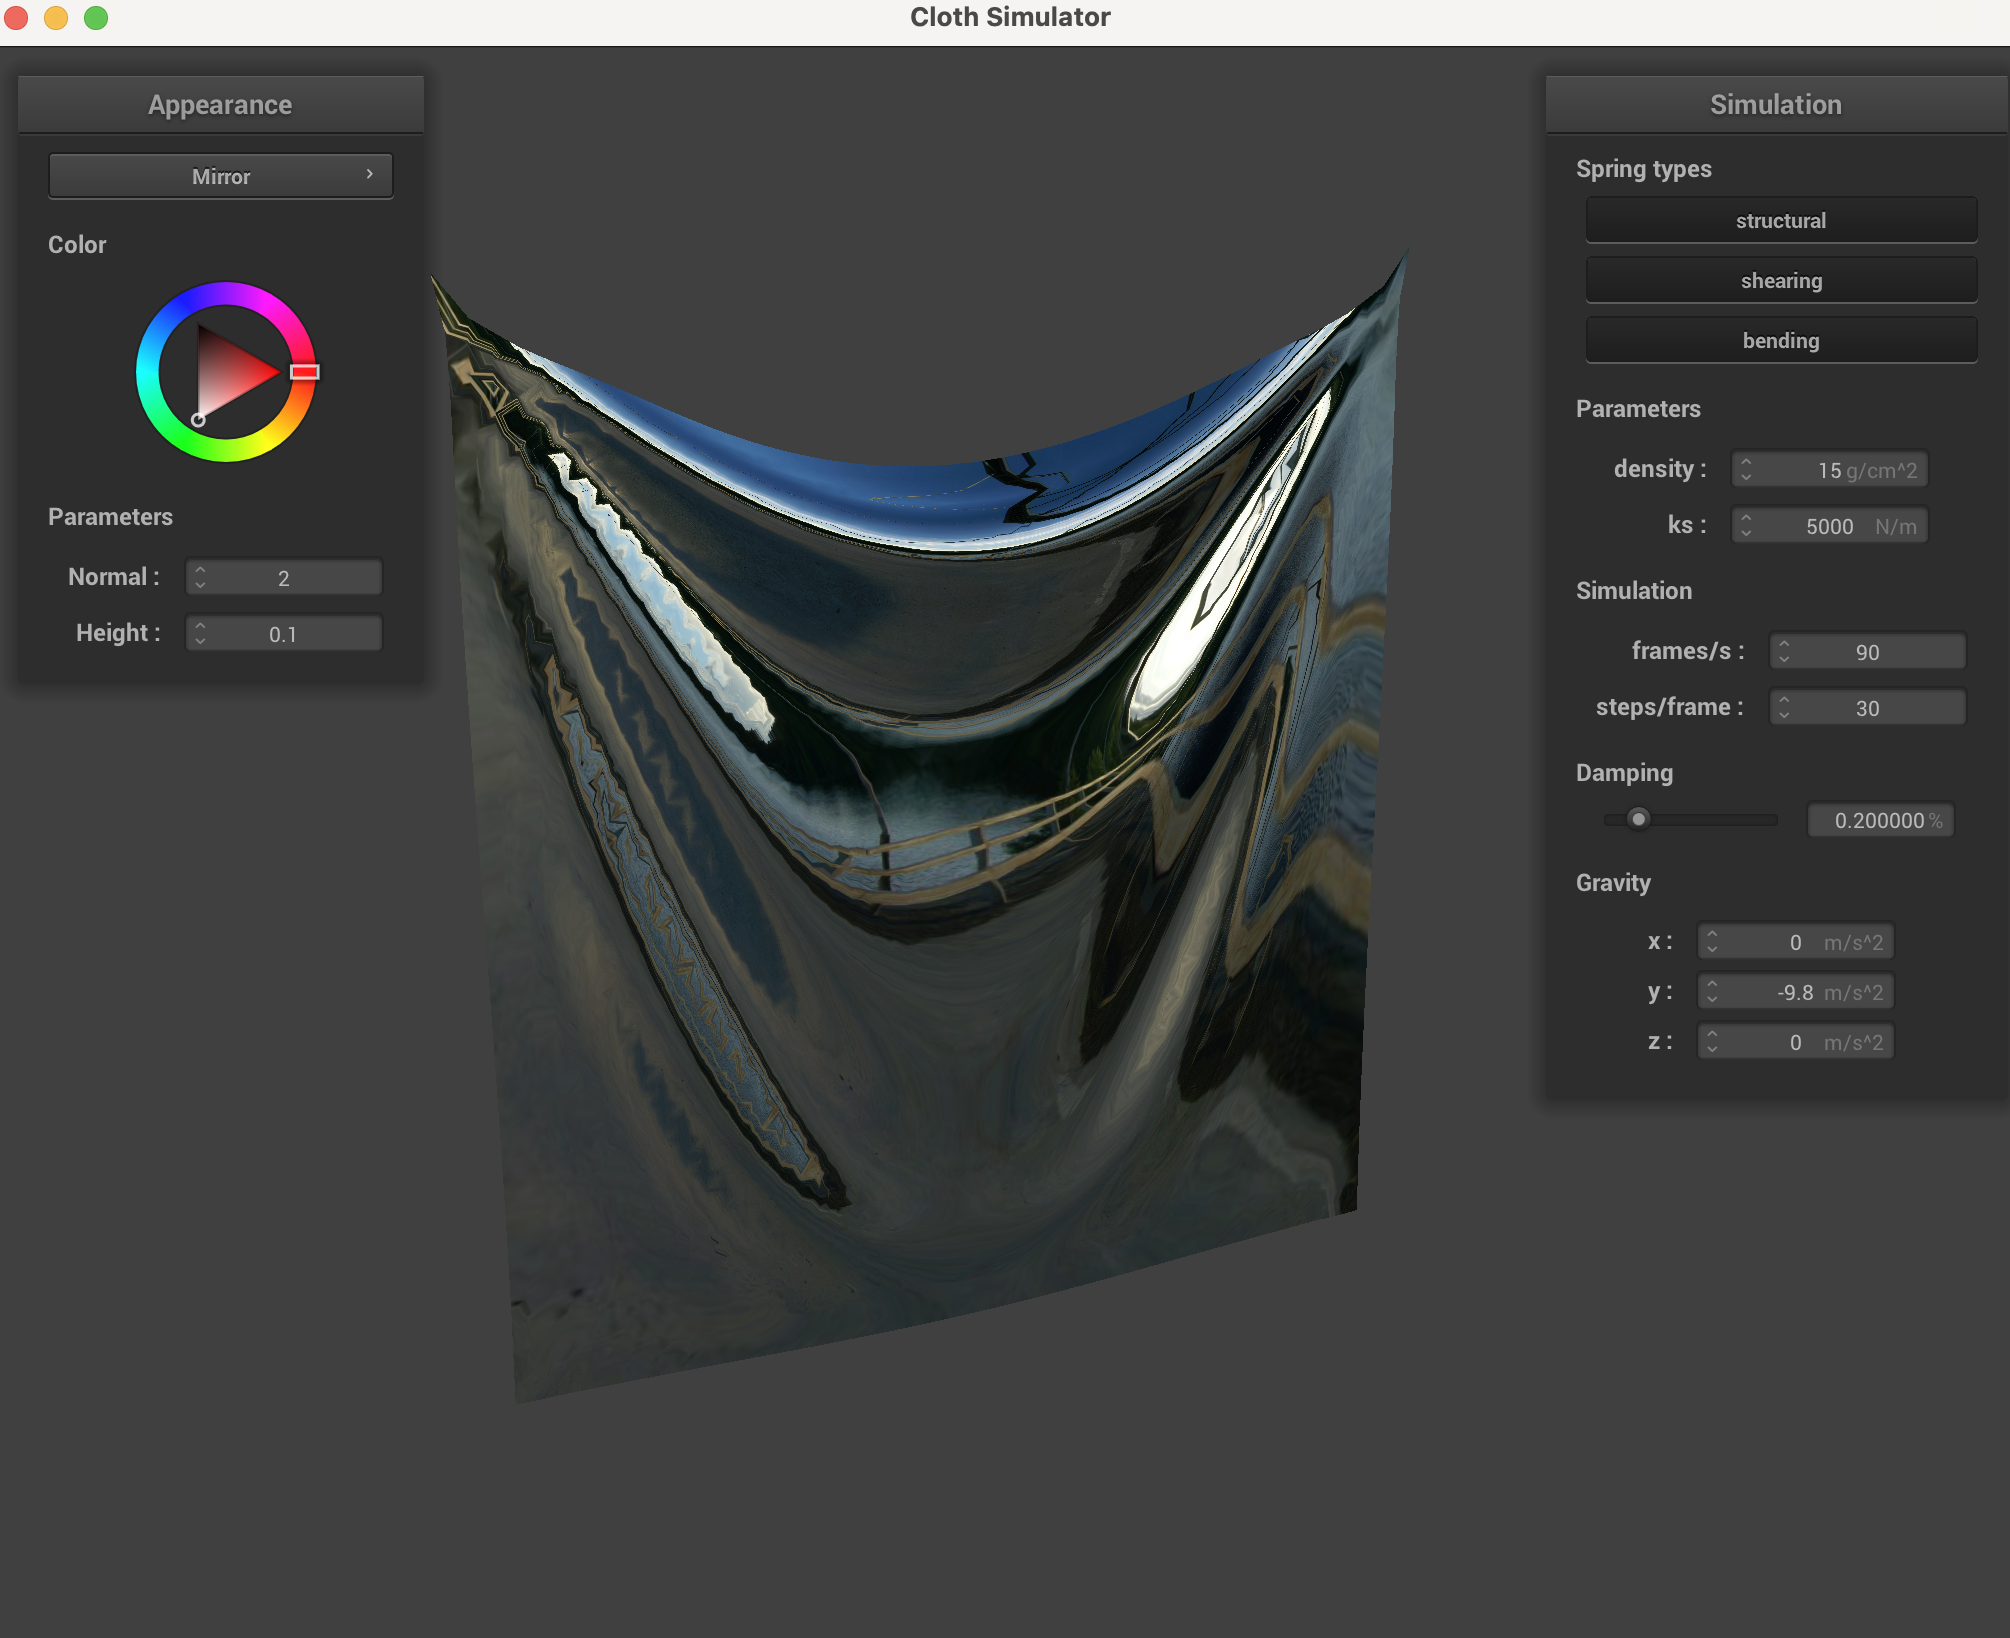 Cloth Simulator
Appearance
Mirror
Color
Parameters
Normal : 2
Height : 0.1
Simulation
Spring types
structural
shearing
bending
Parameters
density : 15 g/cm^2
ks : 5000 N/m
Simulation
frames/s : 90
steps/frame : 30
Damping
0.200000 %
Gravity
x : 0 m/s^2
y : -9.8 m/s^2
z : 0 m/s^2